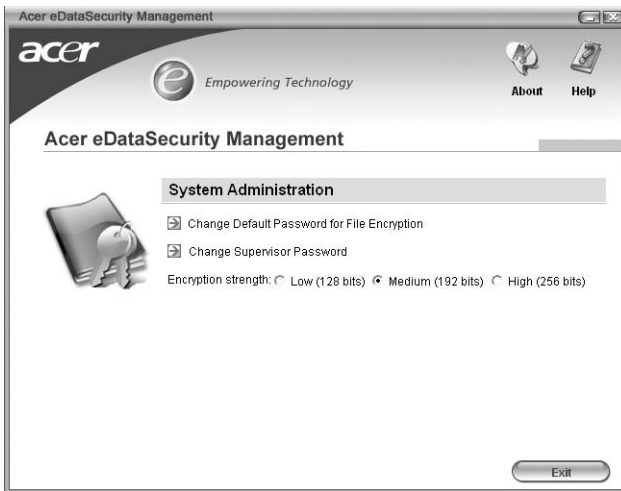 Acer eDataSecurity Management
acer
e Empowering Technology
About Help
Acer eDataSecurity Management
System Administration
Change Default Password for File Encryption
Change Supervisor Password
Encryption strength: Low (128 bits) Medium (192 bits) High (256 bits)
Exit